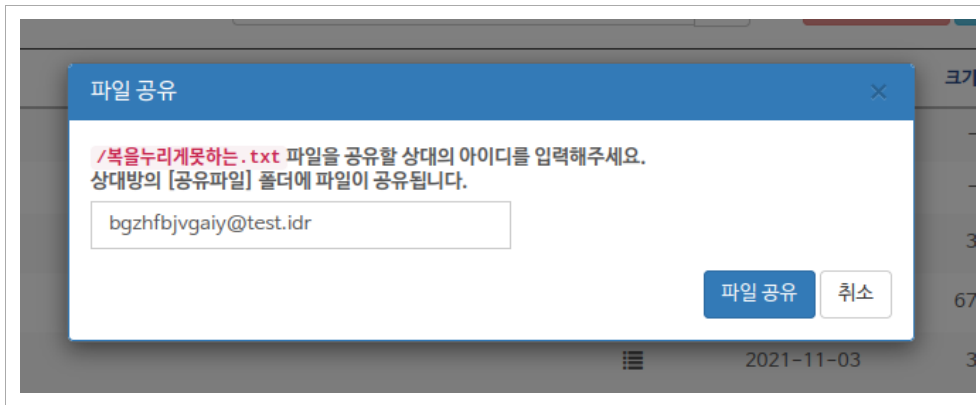 크기
파일 공유
×
/복을누리게못하는.txt 파일을 공유할 상대의 아이디를 입력해주세요.
상대방의 [공유파일] 폴더에 파일이 공유됩니다.
bgzhfbjvgaiy@test.idr
파일 공유 취소
2021-11-03